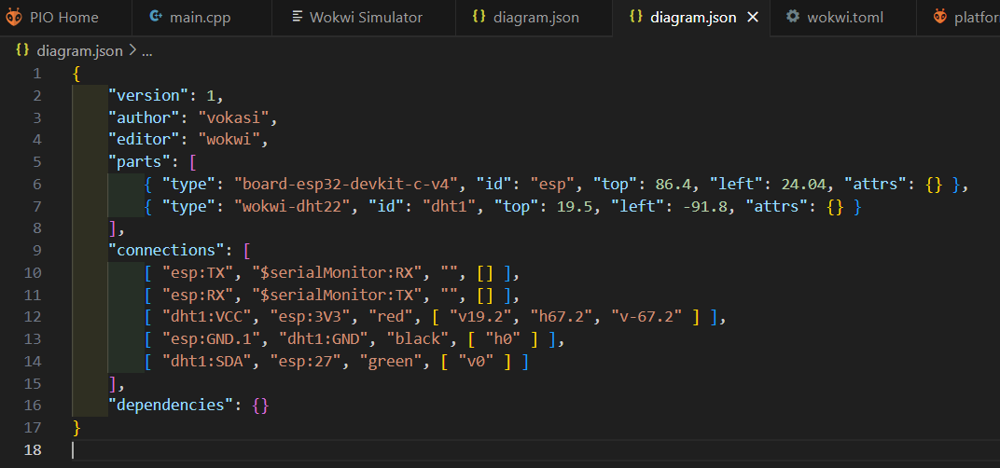 PIO Home main.cpp Wokwi Simulator {} diagram.json {} diagram.json × wokwi.toml platfor
{} diagram.json > ...
1 {
2 "version": 1,
3 "author": "vokasi",
4 "editor": "wokwi",
5 "parts": [
6 { "type": "board-esp32-devkit-c-v4", "id": "esp", "top": 86.4, "left": 24.04, "attrs": {} },
7 { "type": "wokwi-dht22", "id": "dht1", "top": 19.5, "left": -91.8, "attrs": {} }
8 ],
9 "connections": [
10 [ "esp:TX", "$serialMonitor:RX", "", [] ],
11 [ "esp:RX", "$serialMonitor:TX", "", [] ],
12 [ "dht1:VCC", "esp:3V3", "red", [ "v19.2", "h67.2", "v-67.2" ] ],
13 [ "esp:GND.1", "dht1:GND", "black", [ "h0" ] ],
14 [ "dht1:SDA", "esp:27", "green", [ "v0" ] ]
15 ],
16 "dependencies": {}
17 }
18